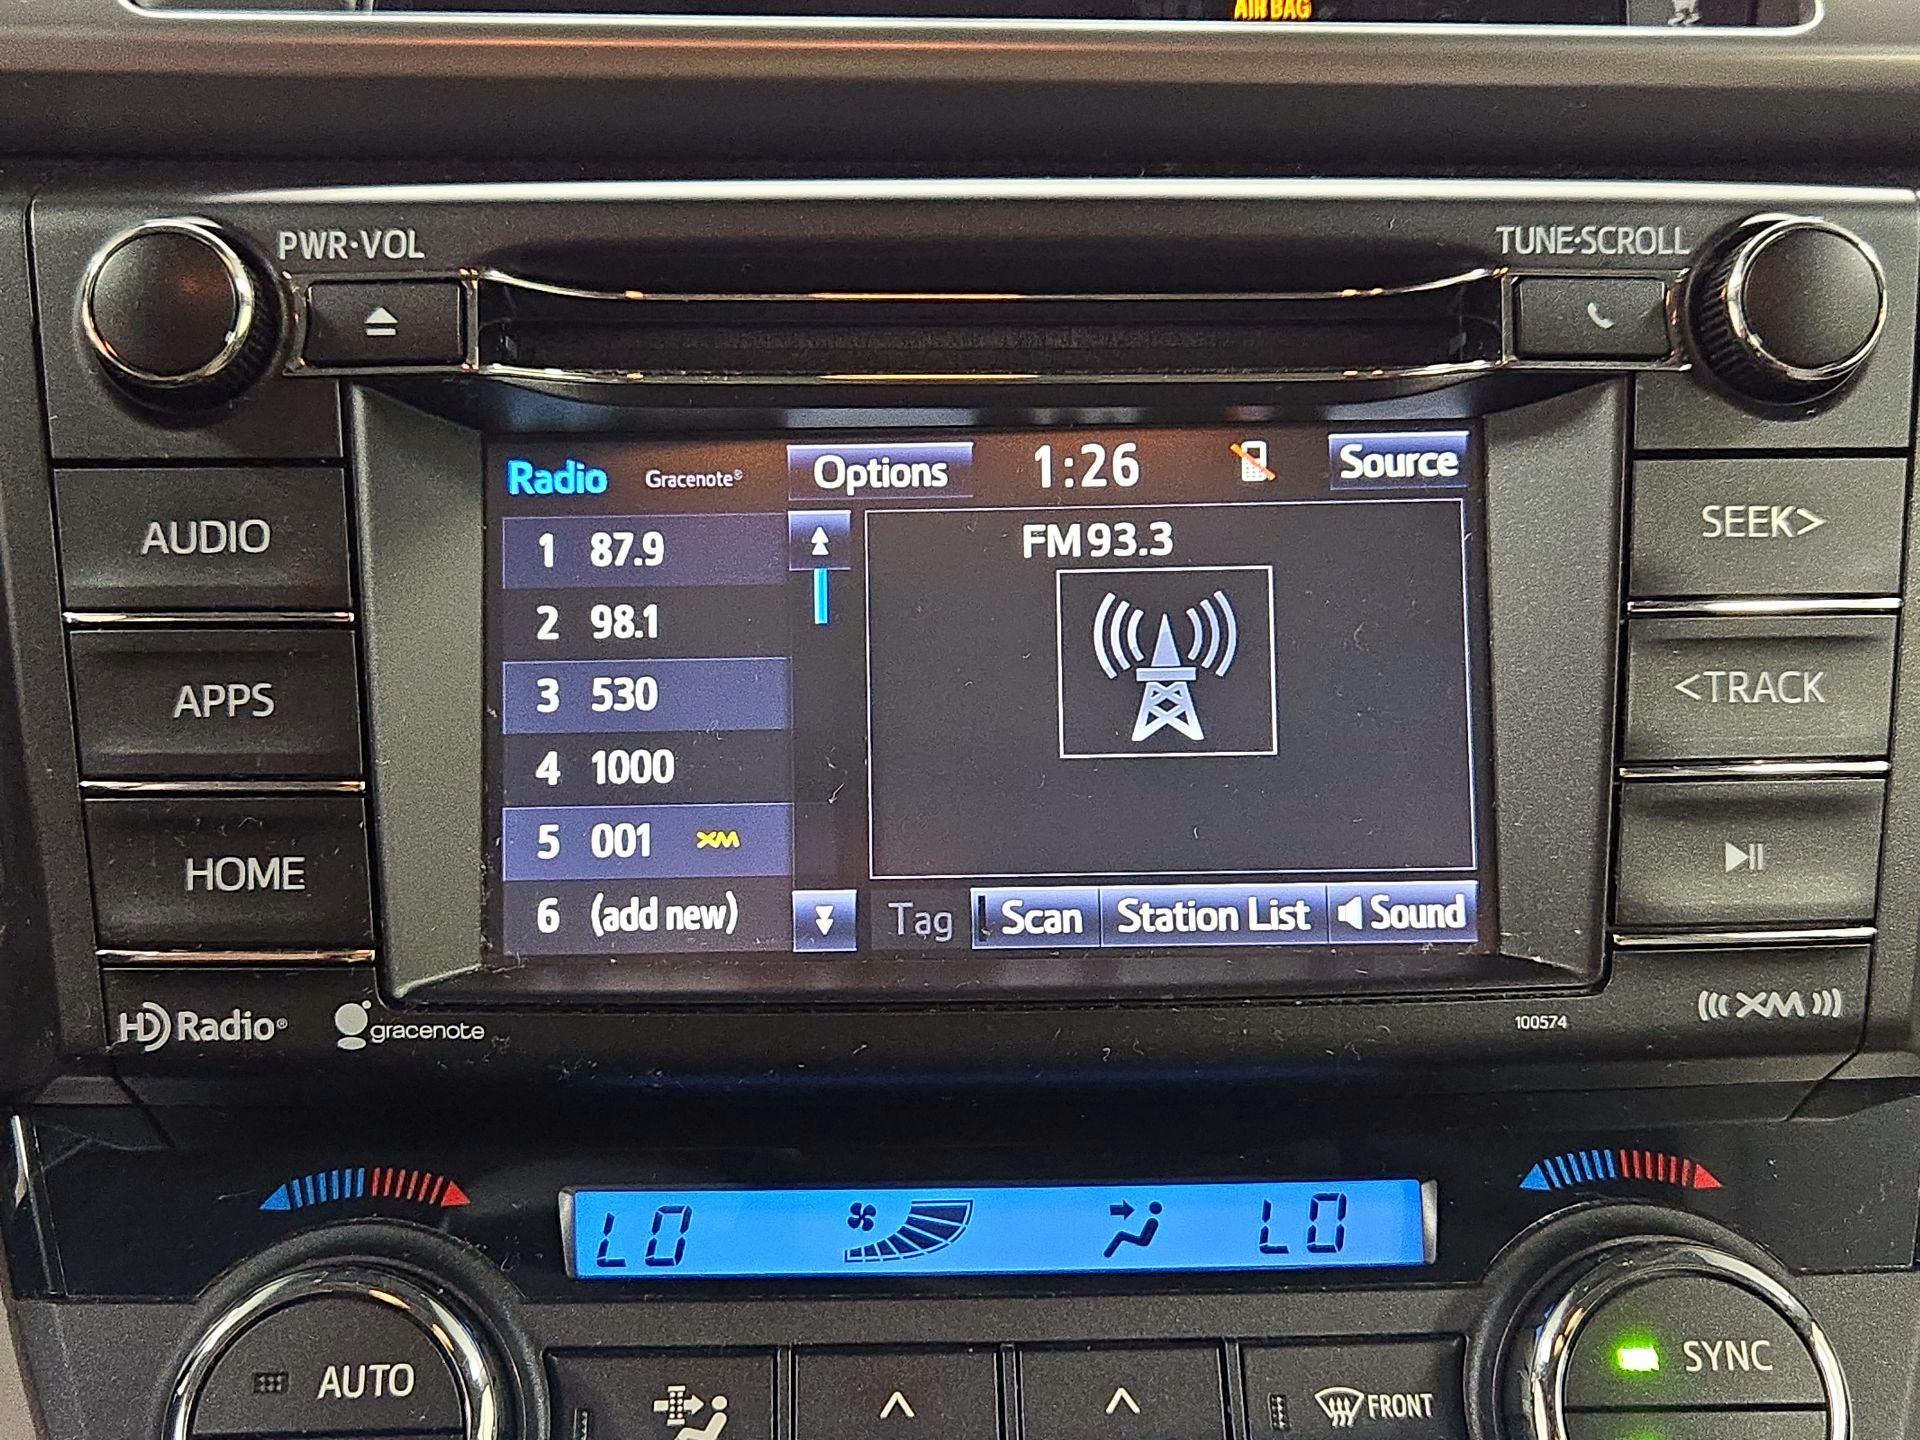 AIR BAG
PWR•VOL
TUNE•SCROLL
AUDIO
APPS
HOME
Radio Gracenote® Options 1:26 Source
1 87.9
2 98.1
3 530
4 1000
5 001 XM
6 (add new)
FM 93.3
Tag Scan Station List Sound
SEEK>
<TRACK
HD Radio® gracenote
100574
XM
LO LO
AUTO
FRONT
SYNC